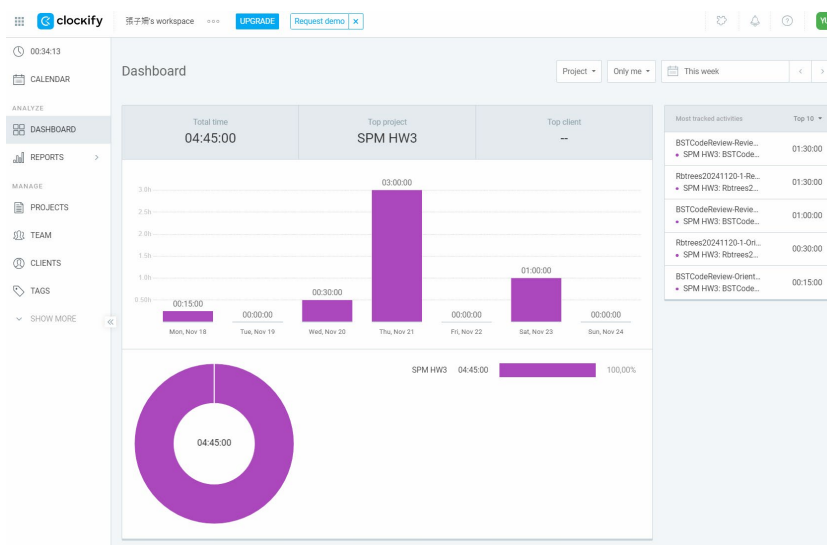 clockify
張子嫻's workspace
UPGRADE
Request demo
×
YU
00:34:13
CALENDAR
ANALYZE
DASHBOARD
REPORTS
MANAGE
PROJECTS
TEAM
CLIENTS
TAGS
SHOW MORE
Dashboard
Project
Only me
This week
Total time
04:45:00
Top project
SPM HW3
Top client
--
3.0h
2.5h
2.0h
1.5h
1.0h
0.50h
00:15:00
00:00:00
00:30:00
03:00:00
00:00:00
01:00:00
00:00:00
Mon, Nov 18
Tue, Nov 19
Wed, Nov 20
Thu, Nov 21
Fri, Nov 22
Sat, Nov 23
Sun, Nov 24
04:45:00
SPM HW3 04:45:00 100,00%
Most tracked activities Top 10
BSTCodeReview-Revie...
SPM HW3: BSTCode... 01:30:00
Rbtrees20241120-1-Re...
SPM HW3: Rbtrees2... 01:30:00
BSTCodeReview-Revie...
SPM HW3: BSTCode... 01:00:00
Rbtrees20241120-1-Ori...
SPM HW3: Rbtrees2... 00:30:00
BSTCodeReview-Orient...
SPM HW3: BSTCode... 00:15:00